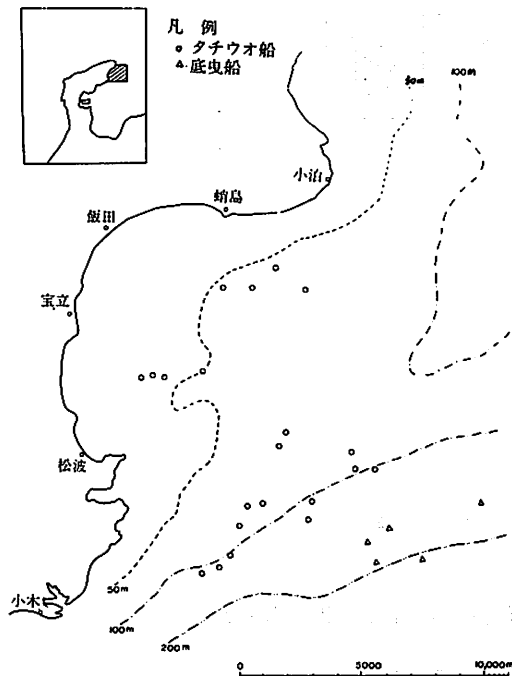 凡 例
タチウオ船
底曳船
50m
100m
小泊
蛸島
飯田
宝立
松波
小木
50m
100m
200m
0 5000 10,000m